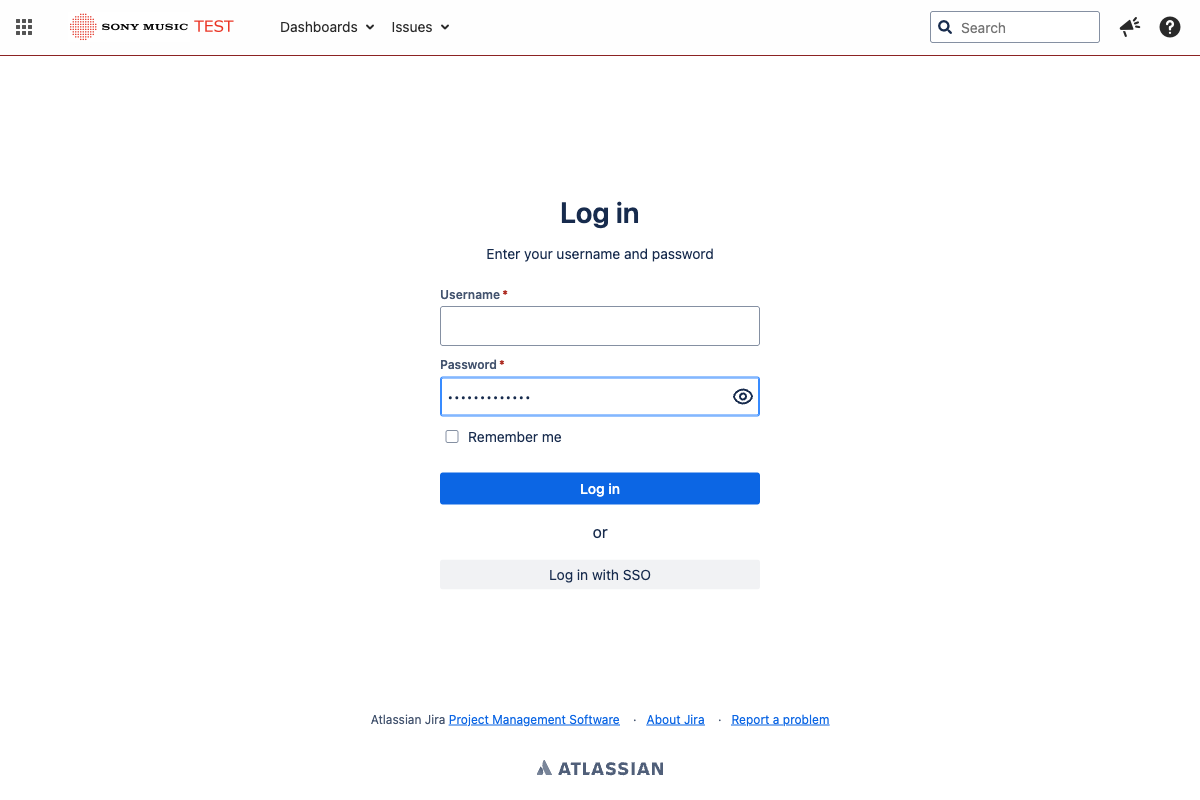 SONY MUSIC TEST
Dashboards
Issues
Search
Log in
Enter your username and password
Username *
Password *
•••••••••••••
Remember me
Log in
or
Log in with SSO
Atlassian Jira Project Management Software · About Jira · Report a problem
ATLASSIAN